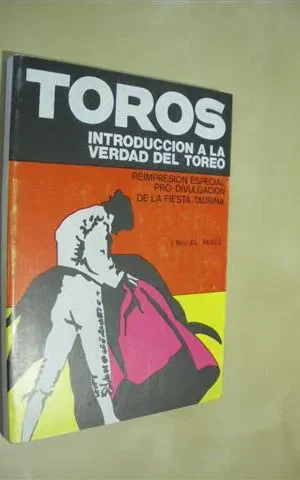 TOROS
INTRODUCCION A LA
VERDAD DEL TOREO
REIMPRESION ESPECIAL
PRO-DIVULGACION
DE LA FIESTA TAURINA